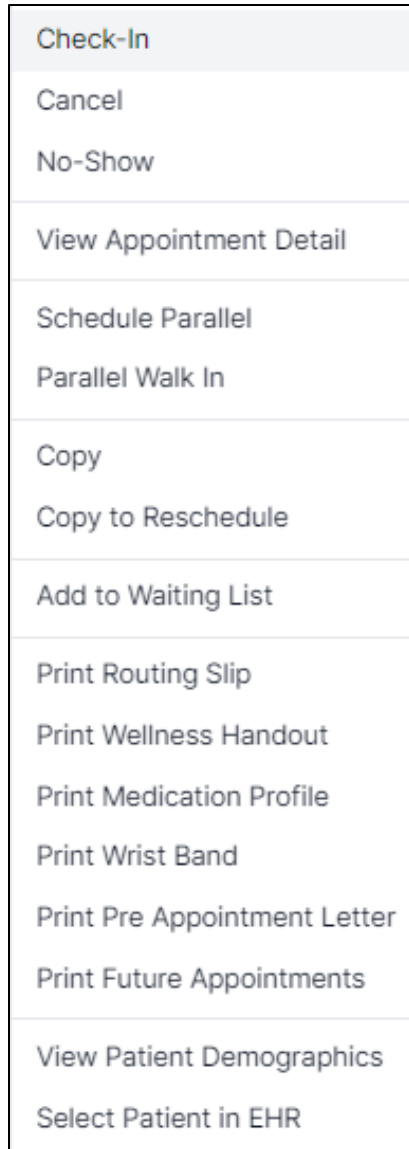 Check-In
Cancel
No-Show
View Appointment Detail
Schedule Parallel
Parallel Walk In
Copy
Copy to Reschedule
Add to Waiting List
Print Routing Slip
Print Wellness Handout
Print Medication Profile
Print Wrist Band
Print Pre Appointment Letter
Print Future Appointments
View Patient Demographics
Select Patient in EHR